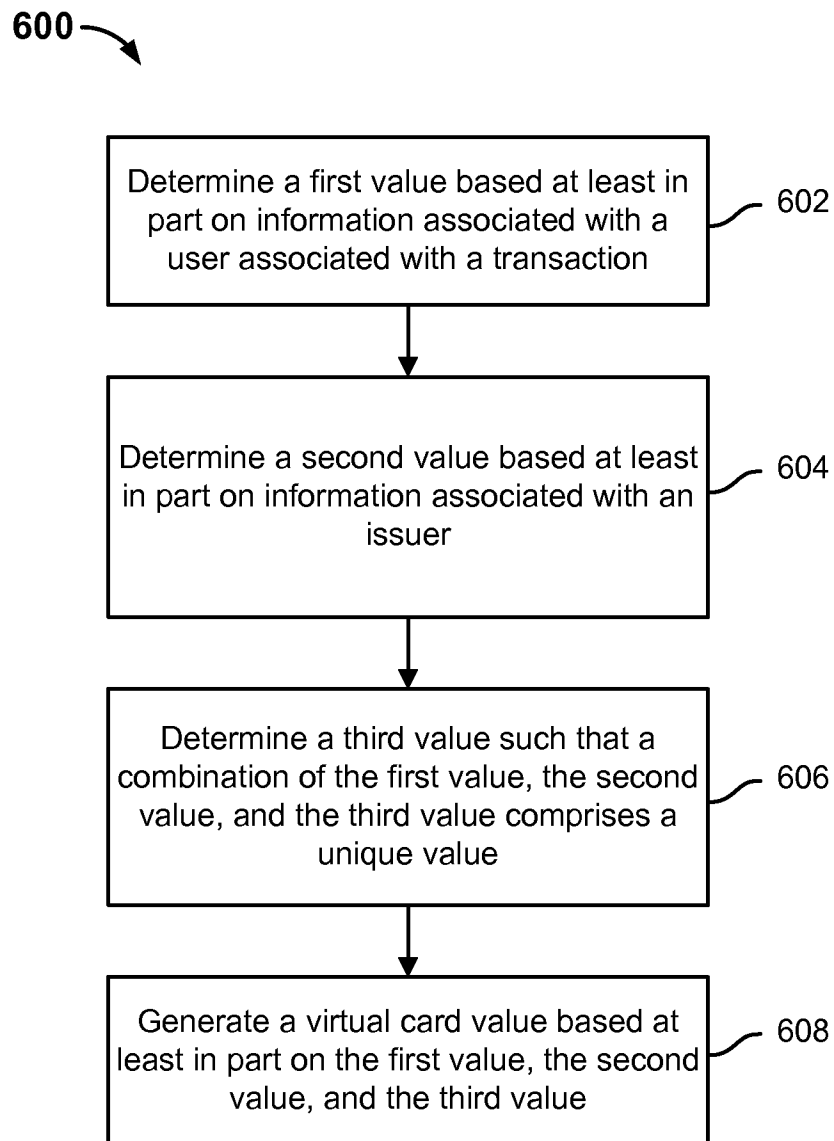 600
Determine a first value based at least in
part on information associated with a
user associated with a transaction
602
Determine a second value based at least
in part on information associated with an
issuer
604
Determine a third value such that a
combination of the first value, the second
value, and the third value comprises a
unique value
606
Generate a virtual card value based at
least in part on the first value, the second
value, and the third value
608